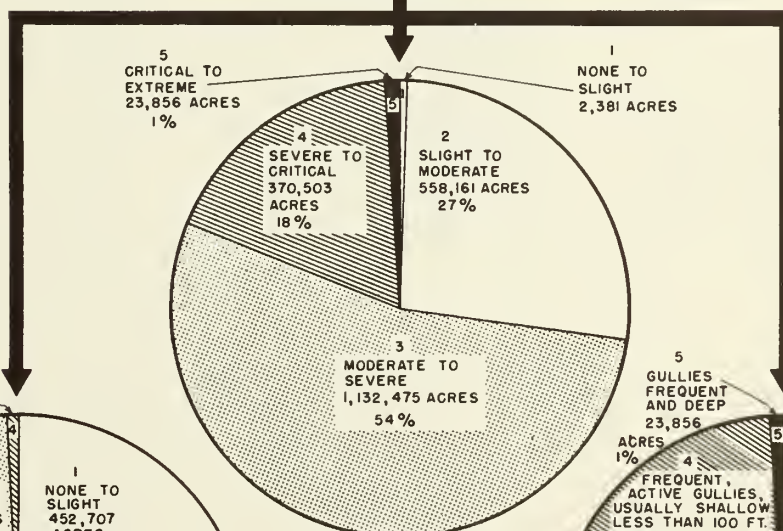 5
CRITICAL TO
EXTREME
23,856 ACRES
1%
1
NONE TO
SLIGHT
2,381 ACRES
5
4
SEVERE TO
CRITICAL
370,503
ACRES
18%
2
SLIGHT TO
MODERATE
558,161 ACRES
27%
3
MODERATE TO
SEVERE
1,132,475 ACRES
54%
4
1
NONE TO
SLIGHT
452,707
5
GULLIES
FREQUENT
AND DEEP
23,856
ACRES
1%
5
4
FREQUENT,
ACTIVE GULLIES,
USUALLY SHALLOW
LESS THAN 100 FT